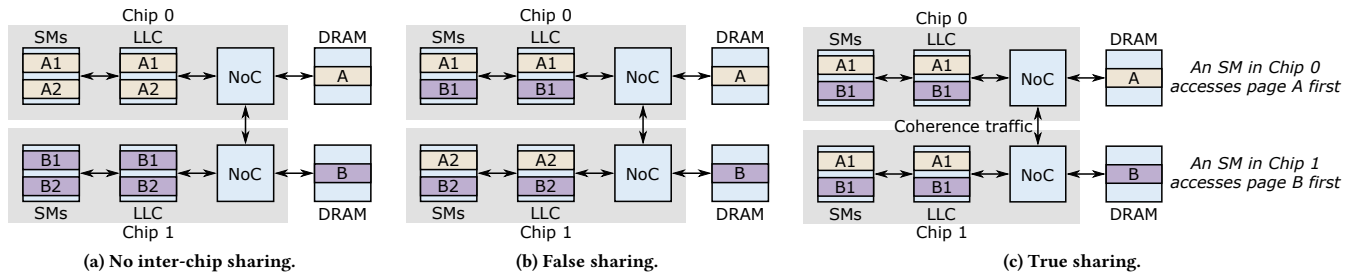 Chip 0
SMs LLC DRAM
A1 A1 NoC A
A2 A2
B1 B1 NoC B
B2 B2
SMs LLC DRAM
Chip 1
(a) No inter-chip sharing.
Chip 0
SMs LLC DRAM
A1 A1 NoC A
B1 B1
A2 A2 NoC B
B2 B2
SMs LLC DRAM
Chip 1
(b) False sharing.
Chip 0
SMs LLC DRAM
A1 A1 NoC A
B1 B1
Coherence traffic
A1 A1 NoC B
B1 B1
SMs LLC DRAM
Chip 1
An SM in Chip 0
accesses page A first
An SM in Chip 1
accesses page B first
(c) True sharing.